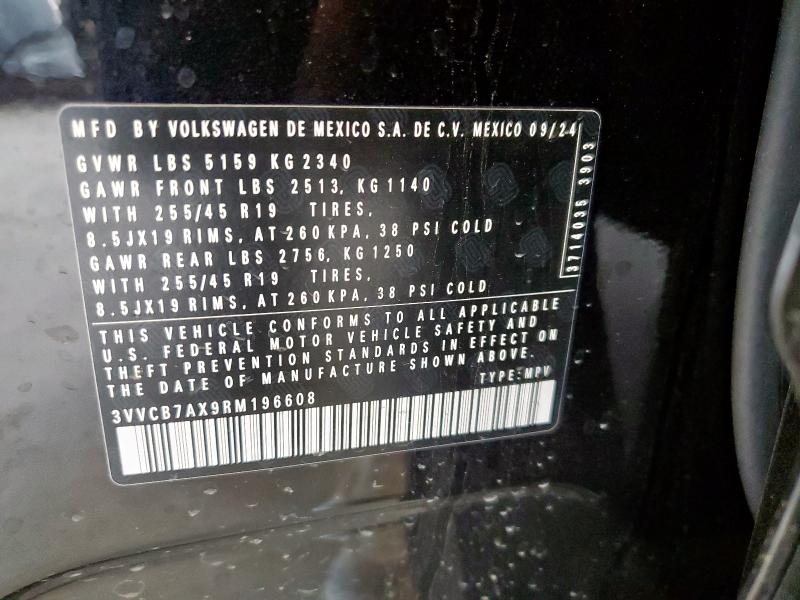 MFD BY VOLKSWAGEN DE MEXICO S.A. DE C.V. MEXICO 09/24
GVWR LBS 5159 KG 2340
GAWR FRONT LBS 2513, KG 1140
WITH 255/45 R19 TIRES,
8.5JX19 RIMS, AT 260 KPA, 38 PSI COLD
GAWR REAR LBS 2756, KG 1250
WITH 255/45 R19 TIRES,
8.5JX19 RIMS, AT 260 KPA, 38 PSI COLD
3714035 3903
THIS VEHICLE CONFORMS TO ALL APPLICABLE
U.S. FEDERAL MOTOR VEHICLE SAFETY AND
THEFT PREVENTION STANDARDS IN EFFECT ON
THE DATE OF MANUFACTURE SHOWN ABOVE.
TYPE: MPV
3VVCB7AX9RM196608